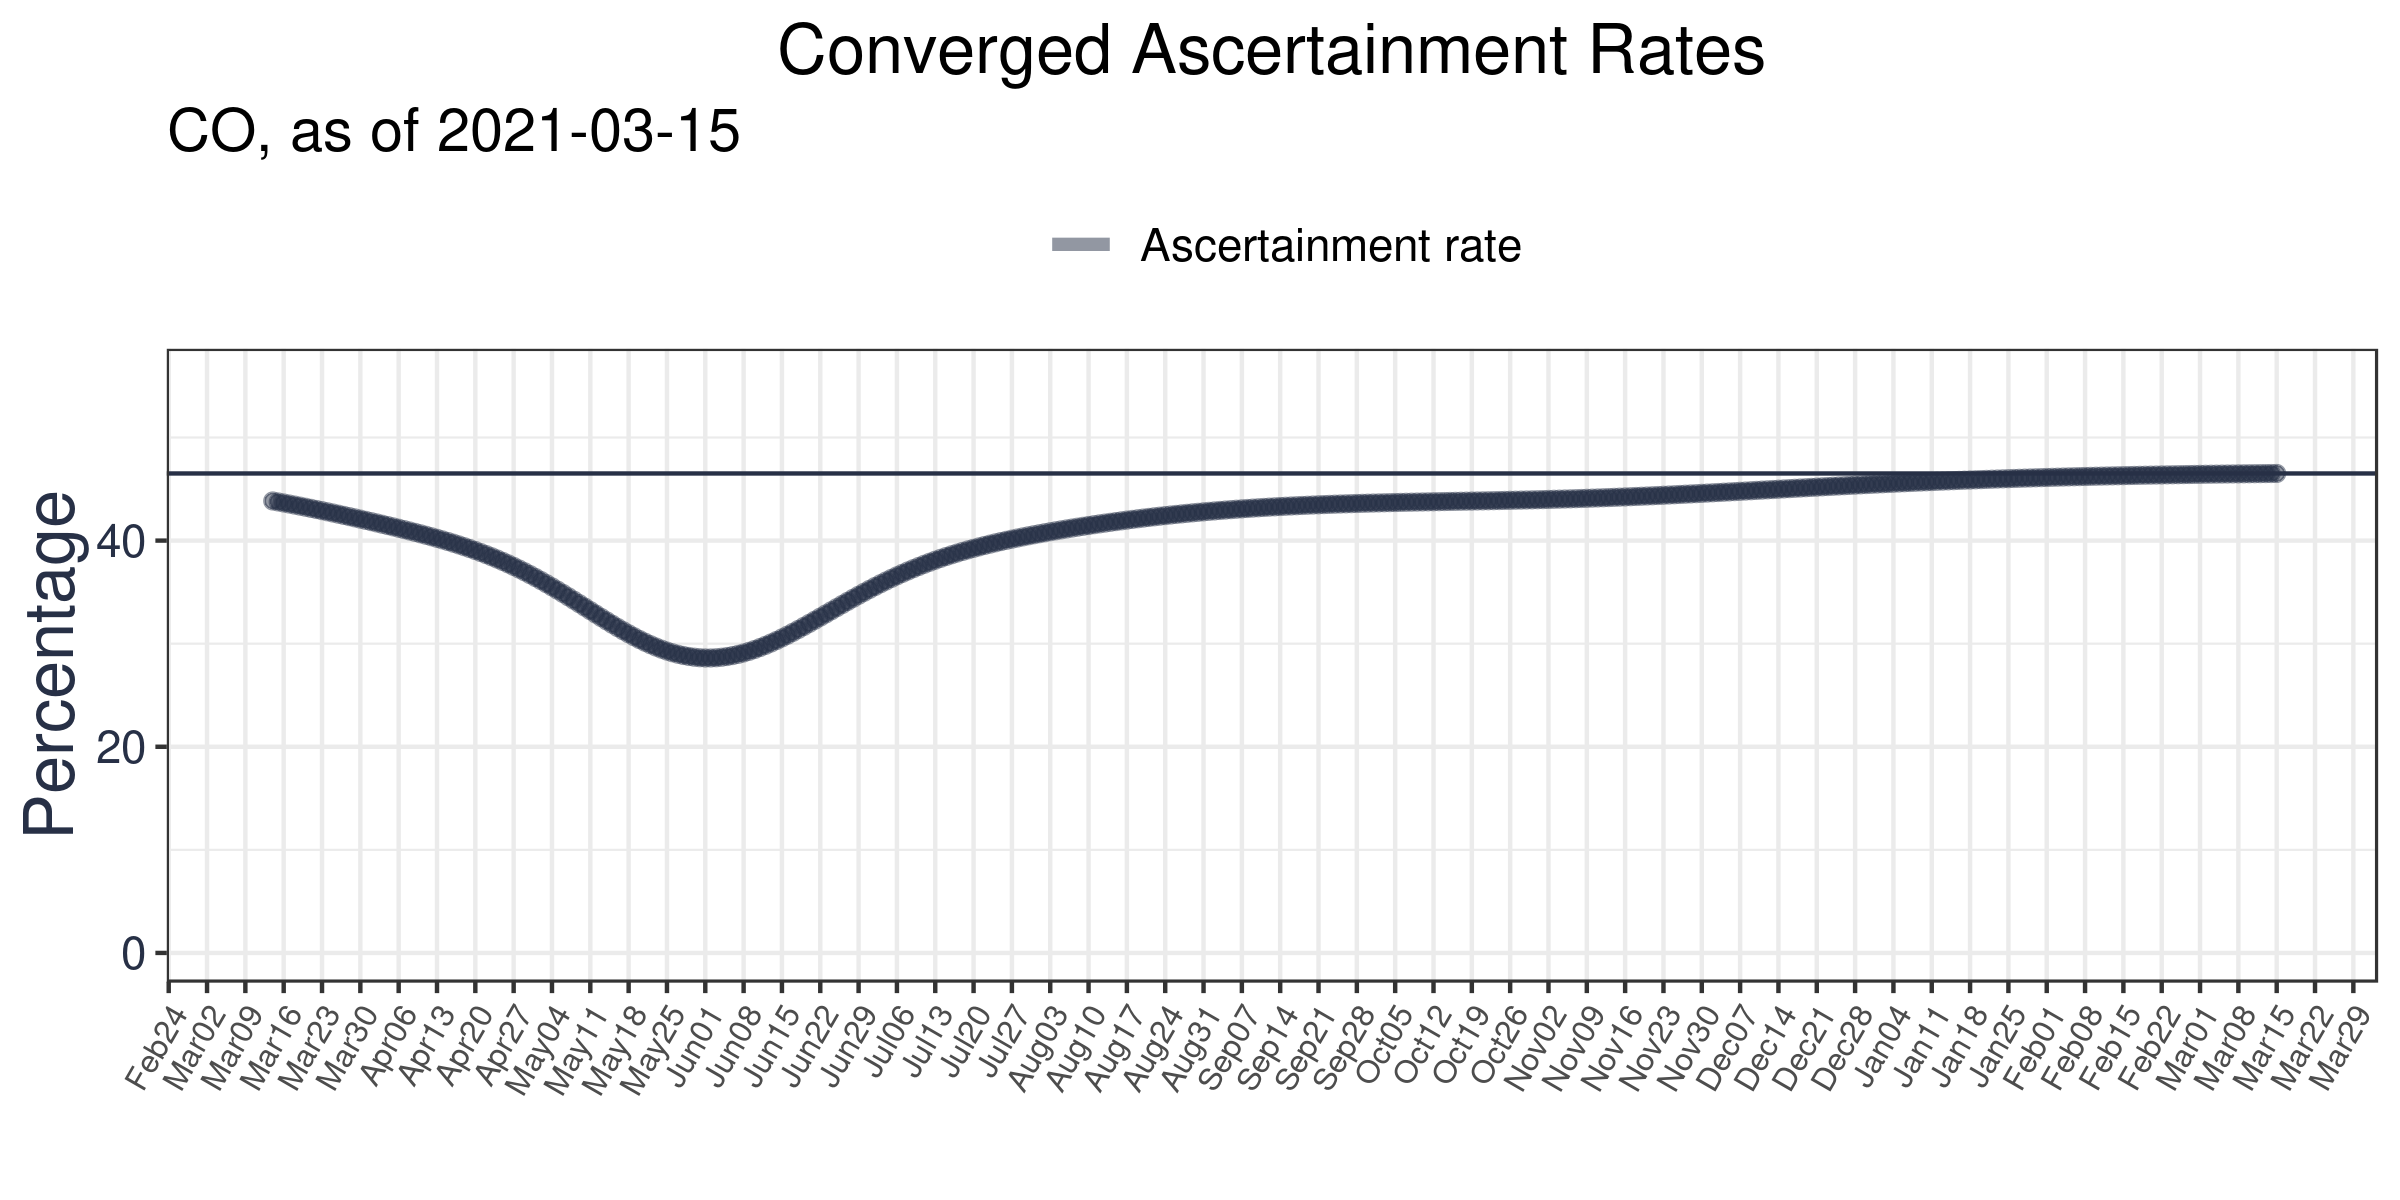 Converged Ascertainment Rates
CO, as of 2021-03-15
Ascertainment rate
Percentage
40
20
0
Feb24
Mar02
Mar09
Mar16
Mar23
Mar30
Apr06
Apr13
Apr20
Apr27
May04
May11
May18
May25
Jun01
Jun08
Jun15
Jun22
Jun29
Jul06
Jul13
Jul20
Jul27
Aug03
Aug10
Aug17
Aug24
Aug31
Sep07
Sep14
Sep21
Sep28
Oct05
Oct12
Oct19
Oct26
Nov02
Nov09
Nov16
Nov23
Nov30
Dec07
Dec14
Dec21
Dec28
Jan04
Jan11
Jan18
Jan25
Feb01
Feb08
Feb15
Feb22
Mar01
Mar08
Mar15
Mar22
Mar29